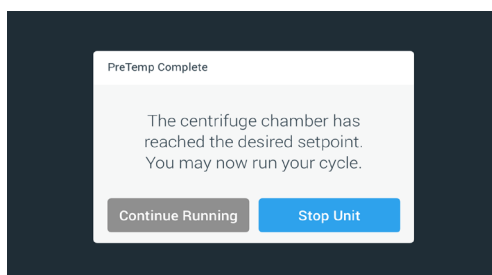 PreTemp Complete
The centrifuge chamber has
reached the desired setpoint.
You may now run your cycle.
Continue Running
Stop Unit